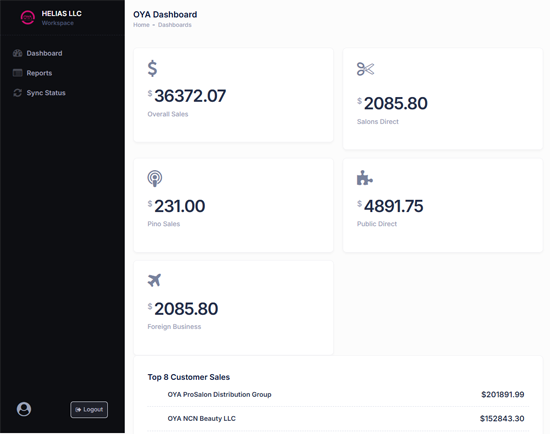 HELIAS LLC
Workspace
Dashboard
Reports
Sync Status
Logout
OYA Dashboard
Home • Dashboards
$36372.07
Overall Sales
$2085.80
Salons Direct
$231.00
Pino Sales
$4891.75
Public Direct
$2085.80
Foreign Business
Top 8 Customer Sales
OYA ProSalon Distribution Group $201891.99
OYA NCN Beauty LLC $152843.30